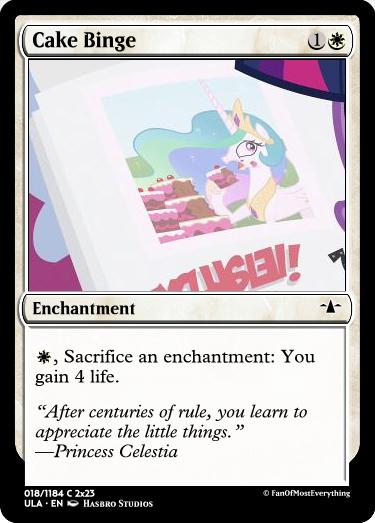 Cake Binge 1
Enchantment
, Sacrifice an enchantment: You
gain 4 life.
“After centuries of rule, you learn to
appreciate the little things.”
—Princess Celestia
018/1184 C 2x23
ULA • EN Hasbro Studios
© FanOfMostEverything